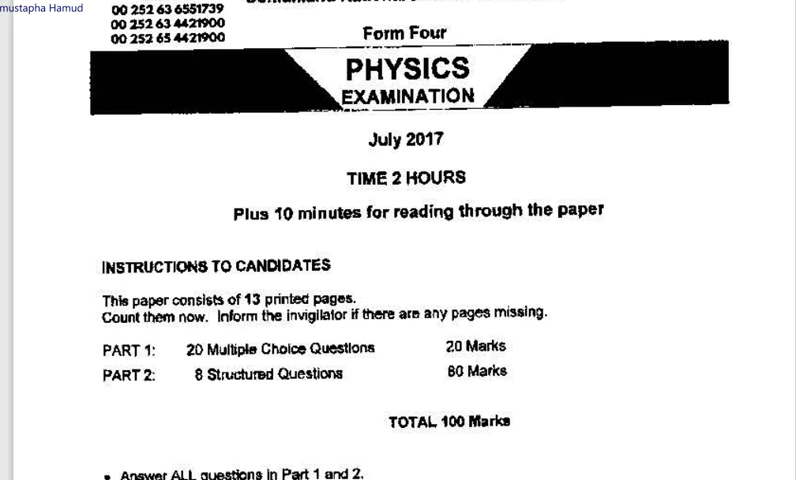 mustapha Hamud
00 252 63 6551739
00 252 63 4421900
00 252 65 4421900
Form Four
PHYSICS
EXAMINATION
July 2017
TIME 2 HOURS
Plus 10 minutes for reading through the paper
INSTRUCTIONS TO CANDIDATES
This paper consists of 13 printed pages.
Count them now. Inform the invigilator if there are any pages missing.
PART 1: 20 Multiple Choice Questions 20 Marks
PART 2: 8 Structured Questions 80 Marks
TOTAL 100 Marks
• Answer ALL questions in Part 1 and 2.